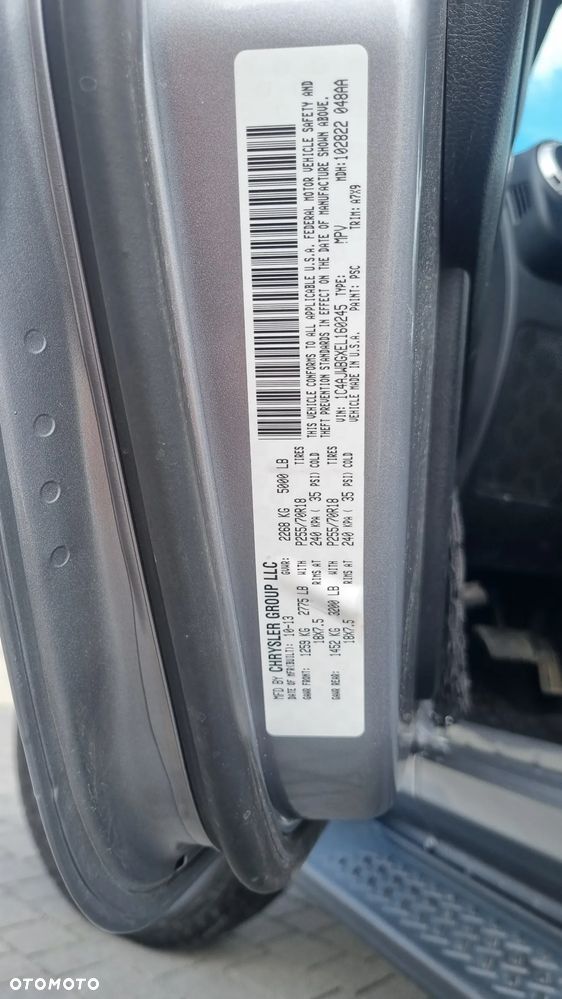 MFD BY CHRYSLER GROUP LLC
DATE OF MFR(BUILT): 10-13 GVWR: 2268 KG 5000 LB
GAWR FRONT: 1259 KG 2775 LB WITH P255/70R18 TIRES
18X7.5 RIMS AT 240 KPA ( 35 PSI) COLD
GAWR REAR: 1452 KG 3200 LB WITH P255/70R18 TIRES
18X7.5 RIMS AT 240 KPA ( 35 PSI) COLD
THIS VEHICLE CONFORMS TO ALL APPLICABLE U.S.A. FEDERAL MOTOR VEHICLE SAFETY AND
THEFT PREVENTION STANDARDS IN EFFECT ON THE DATE OF MANUFACTURE SHOWN ABOVE.
VIN: 1C4AJWBGXEL160245 TYPE: MPV MDH:102822 048AA
VEHICLE MADE IN U.S.A. PAINT: PSC TRIM: A7X9
OTOMOTO